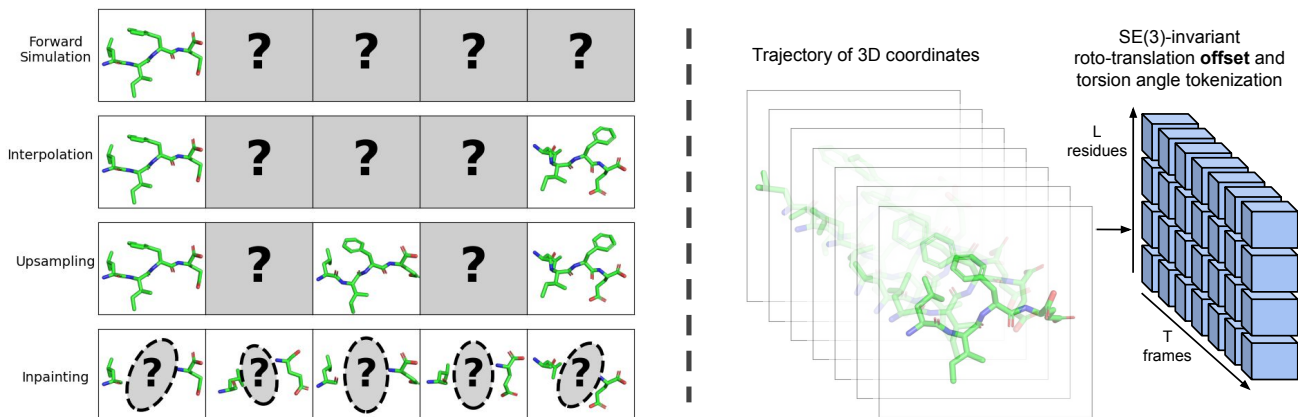 Forward
Simulation
? ? ? ?
Interpolation
? ? ?
Upsampling
? ?
Inpainting
? ? ? ? ?
Trajectory of 3D coordinates
SE(3)-invariant
roto-translation offset and
torsion angle tokenization
L
residues
T
frames